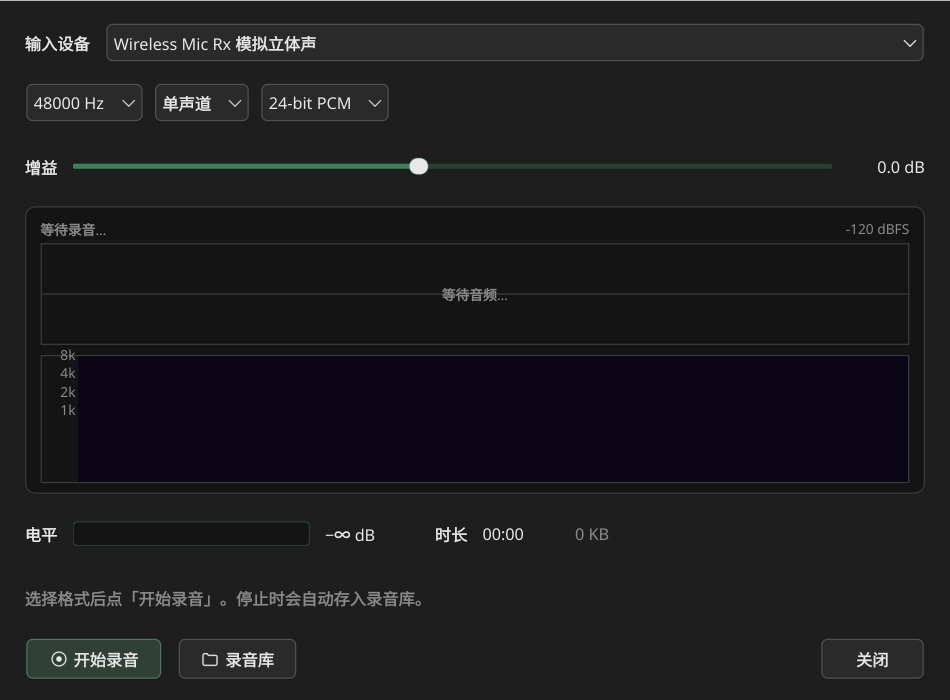 输入设备 Wireless Mic Rx 模拟立体声
48000 Hz 单声道 24-bit PCM
增益 0.0 dB
等待录音... -120 dBFS
等待音频...
8k
4k
2k
1k
电平 -∞ dB 时长 00:00 0 KB
选择格式后点「开始录音」。停止时会自动存入录音库。
开始录音 录音库 关闭